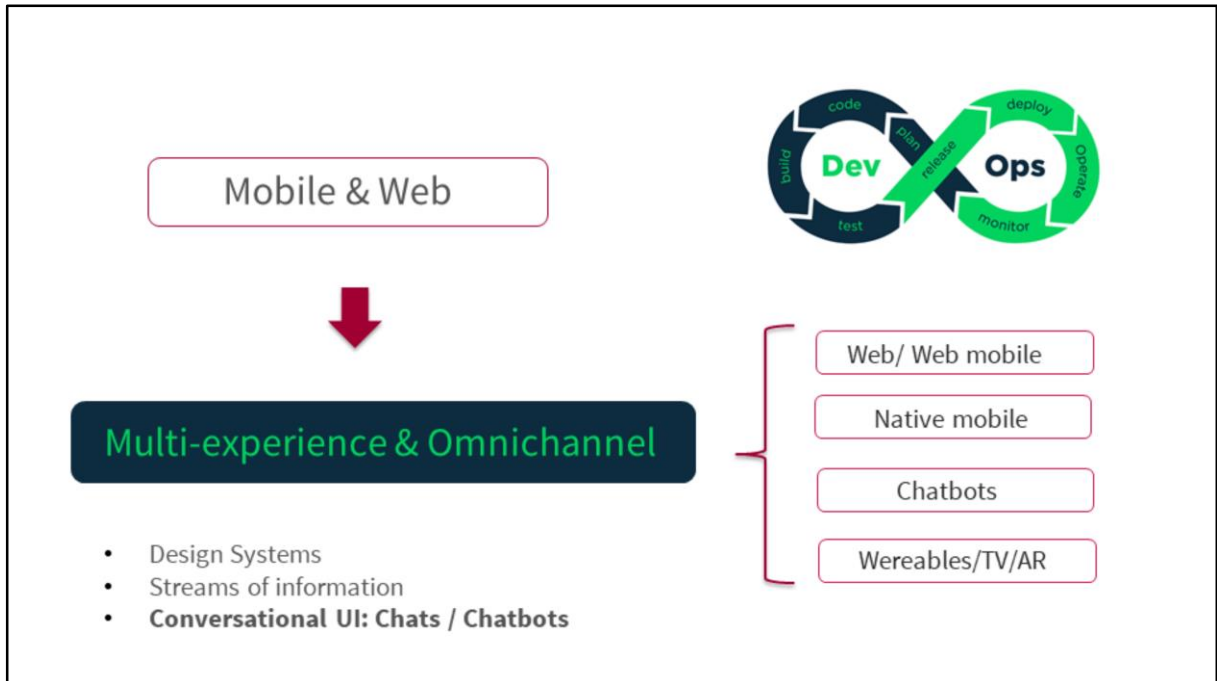 Mobile & Web
Multi-experience & Omnichannel
• Design Systems
• Streams of information
• Conversational UI: Chats / Chatbots
code
plan
build
Dev
test
release
deploy
Ops
Operate
monitor
Web/ Web mobile
Native mobile
Chatbots
Wereables/TV/AR